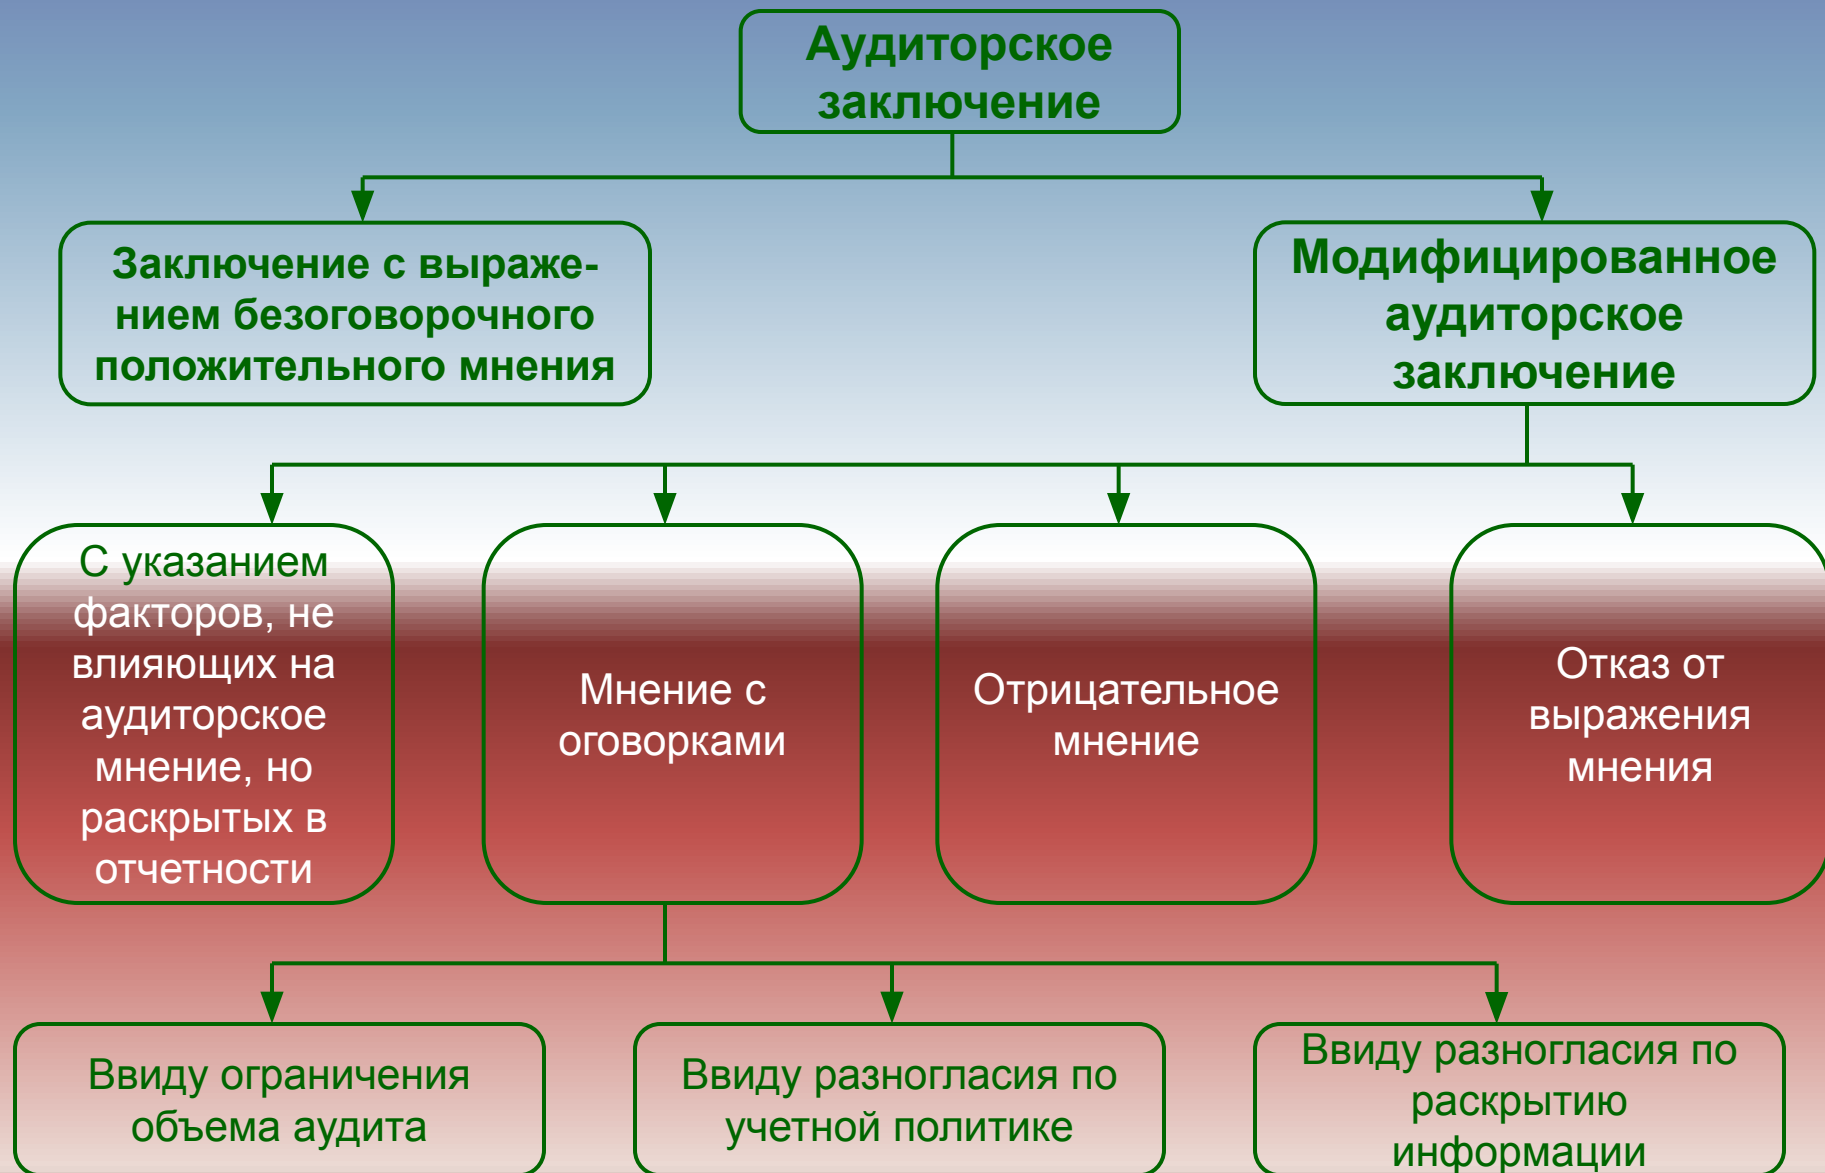 Аудиторское
заключение
Заключение с выраже-
нием безоговорочного
положительного мнения
Модифицированное
аудиторское
заключение
С указанием
факторов, не
влияющих на
аудиторское
мнение, но
раскрытых в
отчетности
Мнение с
оговорками
Отрицательное
мнение
Отказ от
выражения
мнения
Ввиду ограничения
объема аудита
Ввиду разногласия по
учетной политике
Ввиду разногласия по
раскрытию
информации